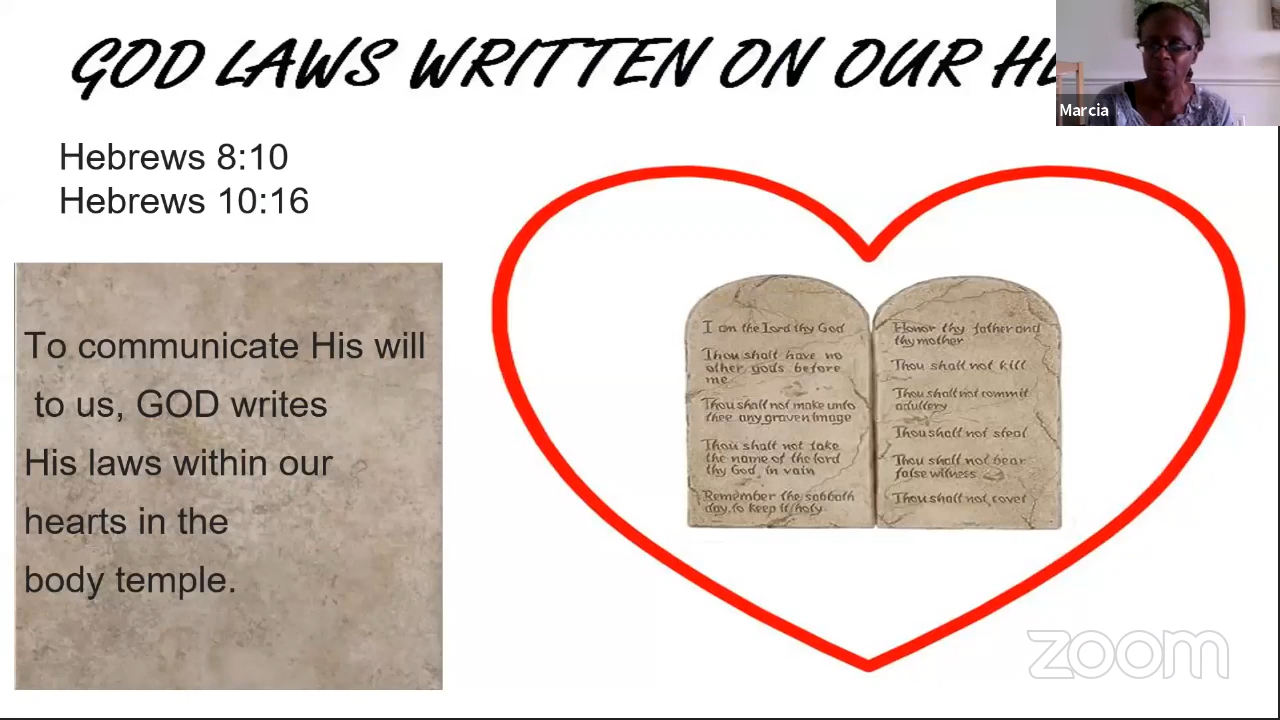 GOD LAWS WRITTEN ON OUR
Marcia
Hebrews 8:10
Hebrews 10:16
To communicate His will
to us, GOD writes
His laws within our
hearts in the
body temple.
I am the Lord thy God
Thou shalt have no
other gods before
me
Thou shalt not make unto
thee any graven image
Thou shalt not take
the name of the lord
thy God in vain
Remember the sabbath
day, to keep it holy
Honor thy father and
thy mother
Thou shalt not kill
Thou shalt not commit
adultery
Thou shalt not steal
Thou shalt not bear
false witness
Thou shalt not covet
zoom